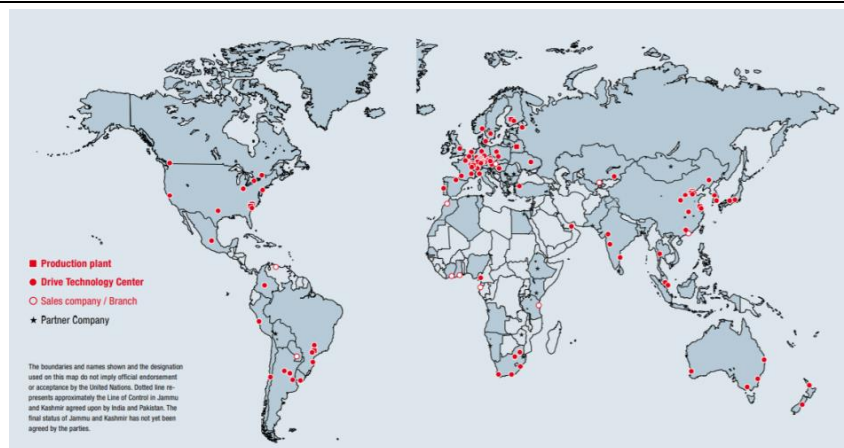 Production plant
Drive Technology Center
Sales company / Branch
Partner Company
The boundaries and names shown and the designation
used on this map do not imply official endorsement
or acceptance by the United Nations. Dotted line re-
presents approximately the Line of Control in Jammu
and Kashmir agreed upon by India and Pakistan. The
final status of Jammu and Kashmir has not yet been
agreed by the parties.